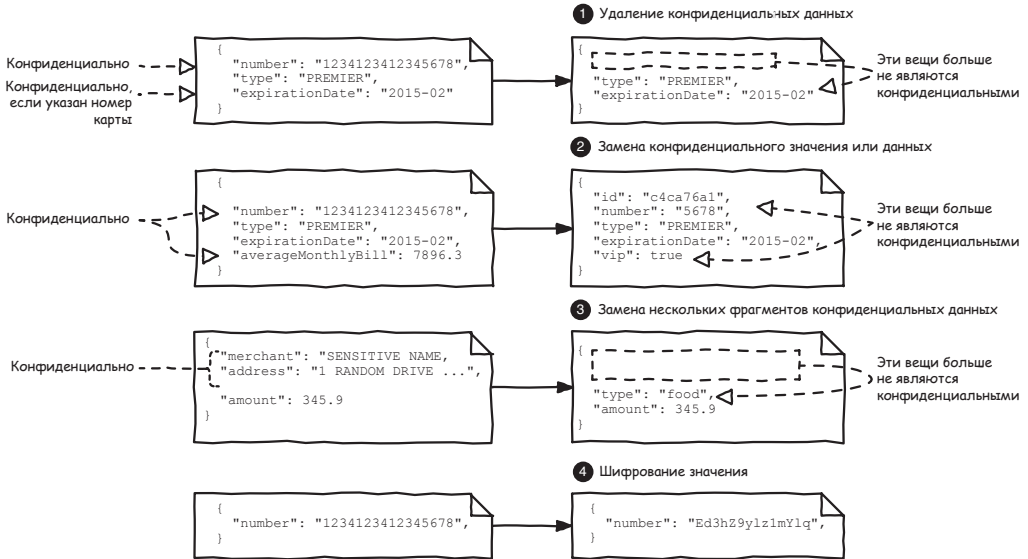 1 Удаление конфиденциальных данных
Конфиденциально
Конфиденциально,
если указан номер
карты
{
"number": "1234123412345678",
"type": "PREMIER",
"expirationDate": "2015-02"
}
{
"type": "PREMIER",
"expirationDate": "2015-02"
}
Эти вещи больше
не являются
конфиденциальными
2 Замена конфиденциального значения или данных
Конфиденциально
{
"number": "1234123412345678",
"type": "PREMIER",
"expirationDate": "2015-02",
"averageMonthlyBill": 7896.3
}
{
"id": "c4ca76a1",
"number": "5678",
"type": "PREMIER",
"expirationDate": "2015-02",
"vip": true
}
Эти вещи больше
не являются
конфиденциальными
3 Замена нескольких фрагментов конфиденциальных данных
Конфиденциально
{
"merchant": "SENSITIVE NAME,
"address": "1 RANDOM DRIVE ...",
"amount": 345.9
}
{
"type": "food",
"amount": 345.9
}
Эти вещи больше
не являются
конфиденциальными
4 Шифрование значения
{
"number": "1234123412345678",
}
{
"number": "Ed3hZ9ylz1mYlq",
}